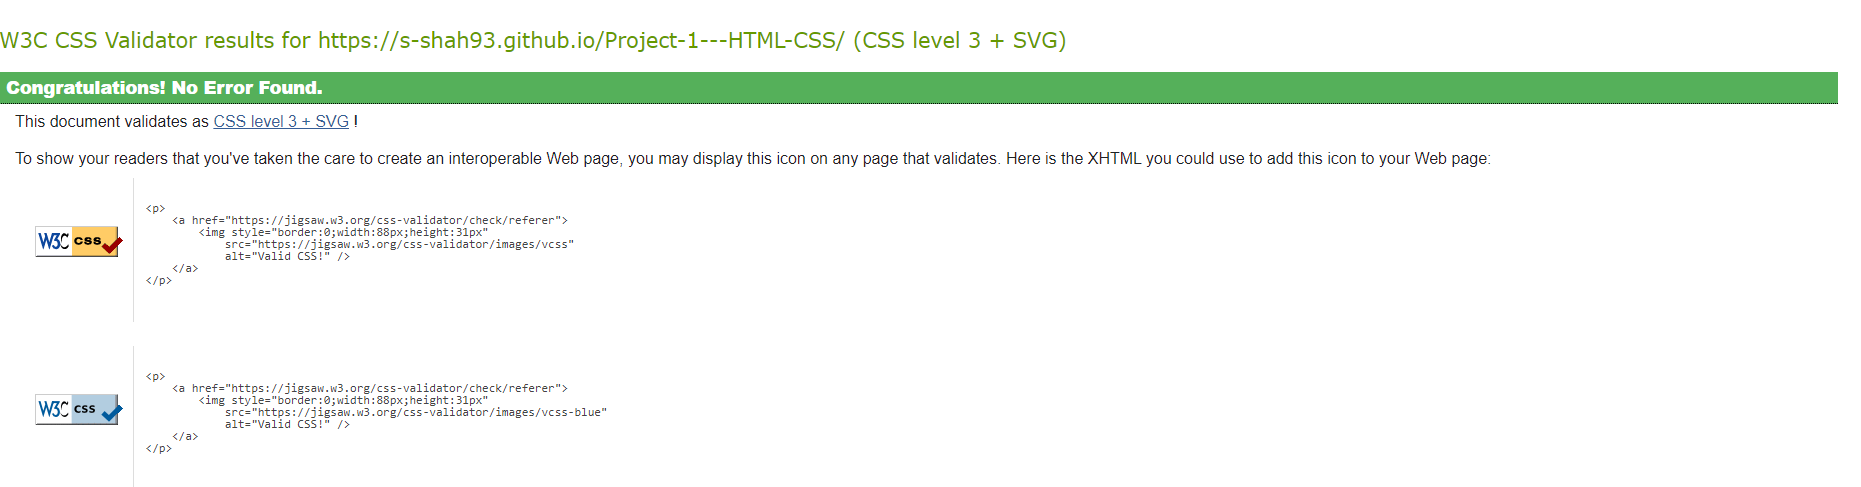 W3C CSS Validator results for https://s-shah93.github.io/Project-1---HTML-CSS/ (CSS level 3 + SVG)
Congratulations! No Error Found.
This document validates as CSS level 3 + SVG !
To show your readers that you've taken the care to create an interoperable Web page, you may display this icon on any page that validates. Here is the XHTML you could use to add this icon to your Web page:
W3C css
<p>
    <a href="https://jigsaw.w3.org/css-validator/check/referer">
        <img style="border:0;width:88px;height:31px"
            src="https://jigsaw.w3.org/css-validator/images/vcss"
            alt="Valid CSS!" />
    </a>
</p>
W3C css
<p>
    <a href="https://jigsaw.w3.org/css-validator/check/referer">
        <img style="border:0;width:88px;height:31px"
            src="https://jigsaw.w3.org/css-validator/images/vcss-blue"
            alt="Valid CSS!" />
    </a>
</p>